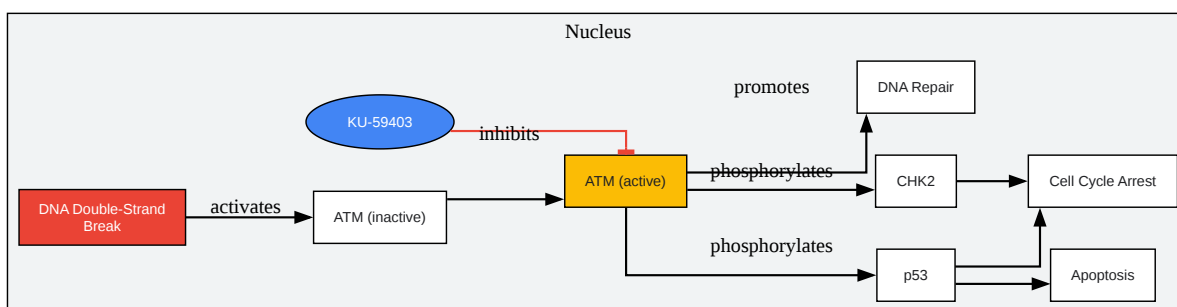 Nucleus
promotes
DNA Repair
KU-59403
inhibits
ATM (active)
phosphorylates
CHK2
Cell Cycle Arrest
DNA Double-Strand
Break
activates
ATM (inactive)
phosphorylates
p53
Apoptosis